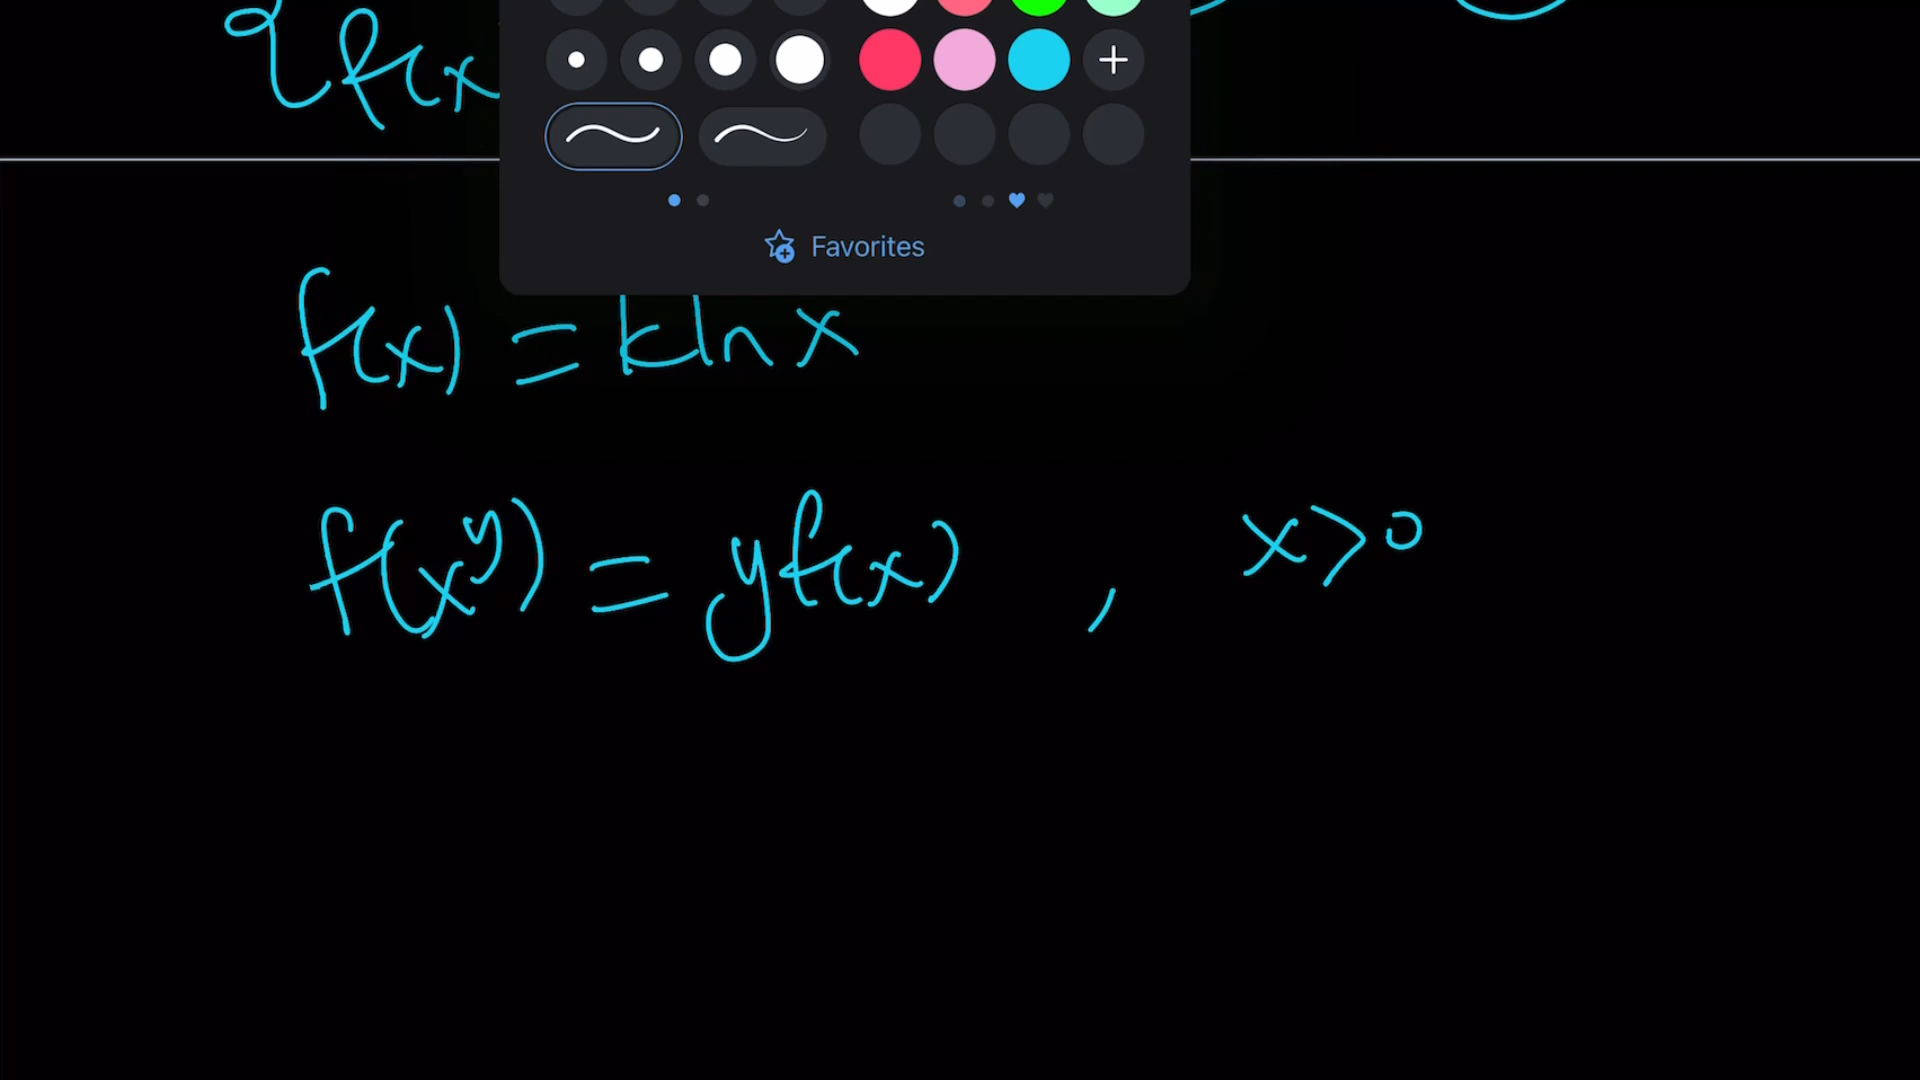 f(x
+
Favorites
f(x) = k ln x
f(x^y) = y f(x) , x > 0